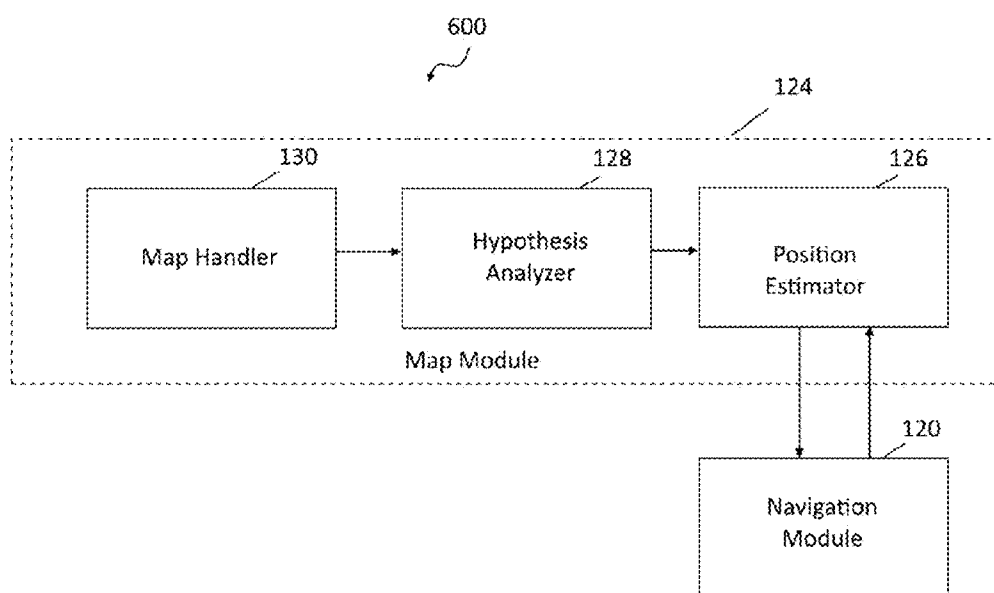 600
124
130
128
126
Map Handler
Hypothesis
Analyzer
Position
Estimator
Map Module
120
Navigation
Module